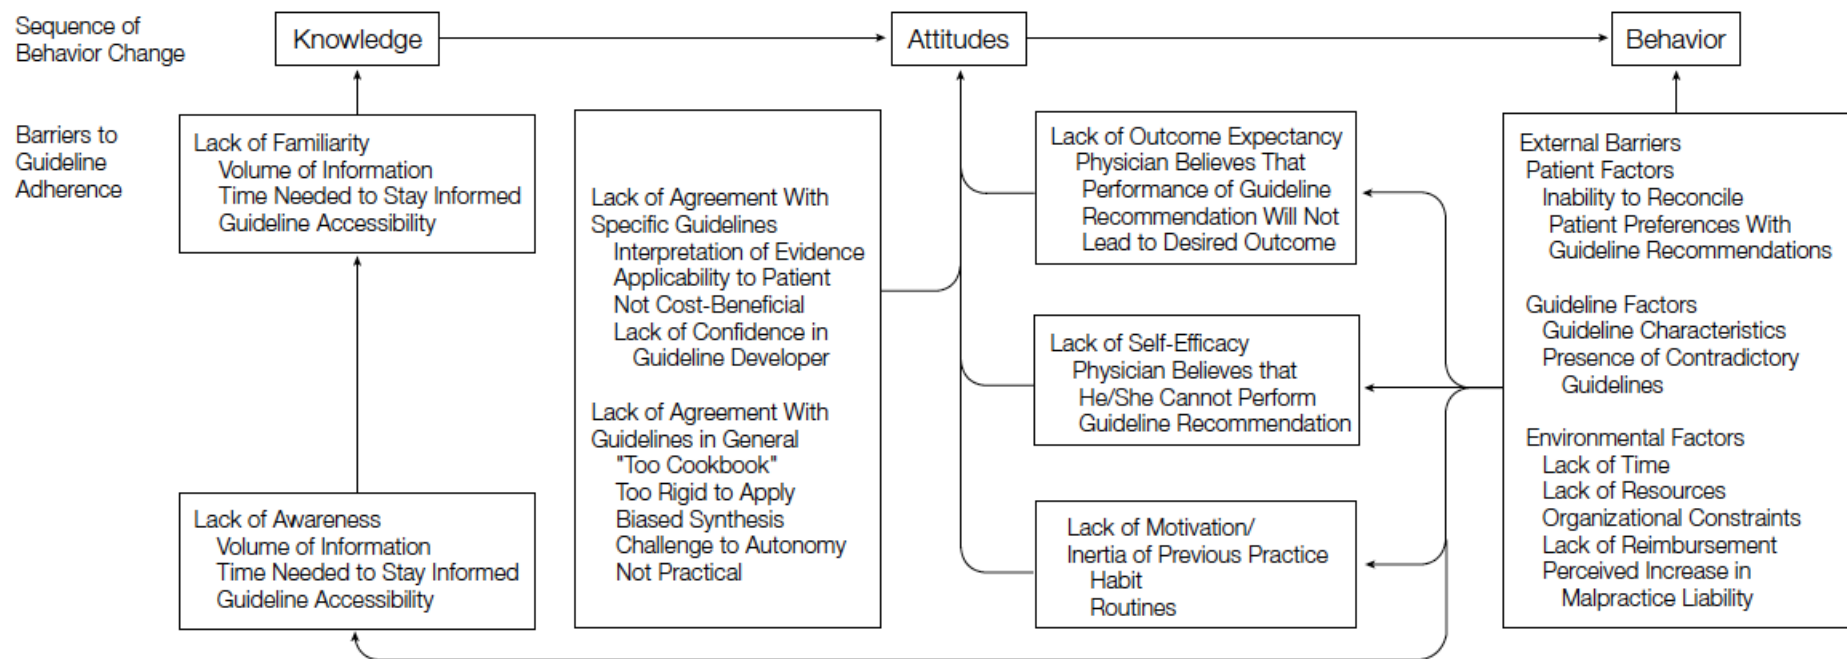 Sequence of
Behavior Change
Knowledge
Attitudes
Behavior
Barriers to
Guideline
Adherence
Lack of Familiarity
Volume of Information
Time Needed to Stay Informed
Guideline Accessibility
Lack of Awareness
Volume of Information
Time Needed to Stay Informed
Guideline Accessibility
Lack of Agreement With
Specific Guidelines
Interpretation of Evidence
Applicability to Patient
Not Cost-Beneficial
Lack of Confidence in
Guideline Developer
Lack of Agreement With
Guidelines in General
"Too Cookbook"
Too Rigid to Apply
Biased Synthesis
Challenge to Autonomy
Not Practical
Lack of Outcome Expectancy
Physician Believes That
Performance of Guideline
Recommendation Will Not
Lead to Desired Outcome
Lack of Self-Efficacy
Physician Believes that
He/She Cannot Perform
Guideline Recommendation
Lack of Motivation/
Inertia of Previous Practice
Habit
Routines
External Barriers
Patient Factors
Inability to Reconcile
Patient Preferences With
Guideline Recommendations
Guideline Factors
Guideline Characteristics
Presence of Contradictory
Guidelines
Environmental Factors
Lack of Time
Lack of Resources
Organizational Constraints
Lack of Reimbursement
Perceived Increase in
Malpractice Liability